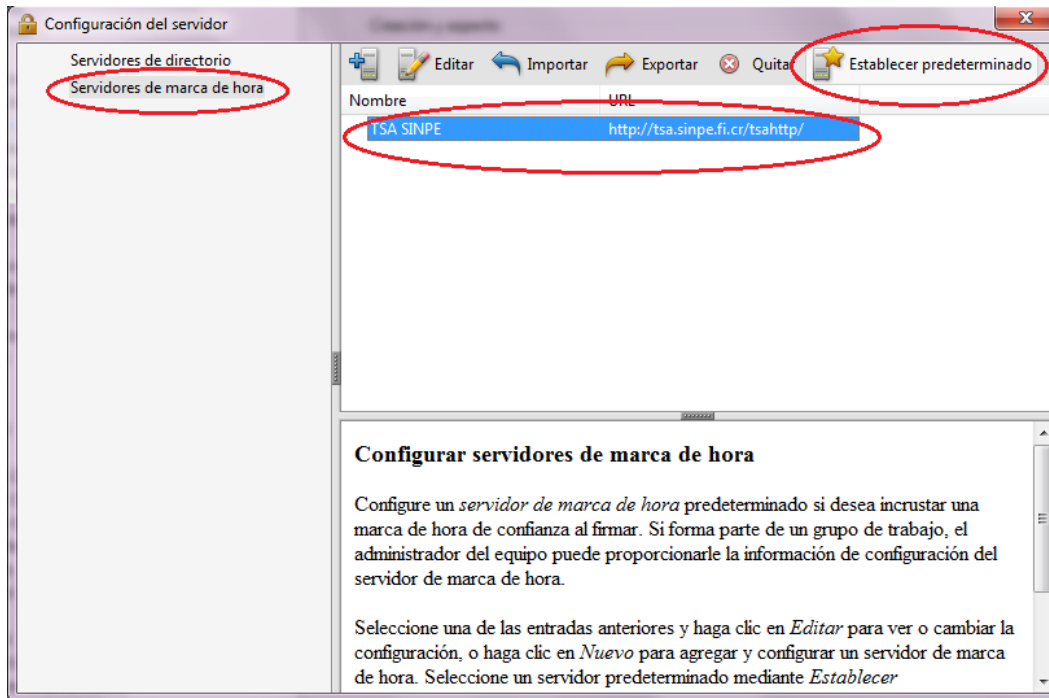 Configuración del servidor
Servidores de directorio
Servidores de marca de hora
Editar Importar Exportar Quitar Establecer predeterminado
Nombre URL
TSA SINPE http://tsa.sinpe.fi.cr/tsahttp/
Configurar servidores de marca de hora
Configure un servidor de marca de hora predeterminado si desea incrustar una
marca de hora de confianza al firmar. Si forma parte de un grupo de trabajo, el
administrador del equipo puede proporcionarle la información de configuración del
servidor de marca de hora.
Seleccione una de las entradas anteriores y haga clic en Editar para ver o cambiar la
configuración, o haga clic en Nuevo para agregar y configurar un servidor de marca
de hora. Seleccione un servidor predeterminado mediante Establecer